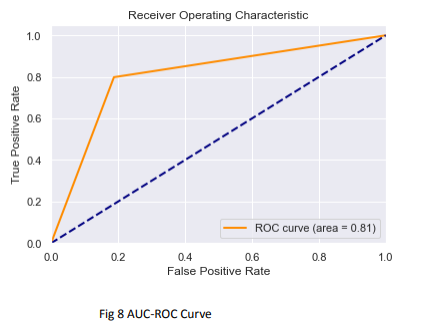 Receiver Operating Characteristic
1.0
0.8
0.6
0.4
0.2
0.0
True Positive Rate
ROC curve (area = 0.81)
0.0 0.2 0.4 0.6 0.8 1.0
False Positive Rate
Fig 8 AUC-ROC Curve